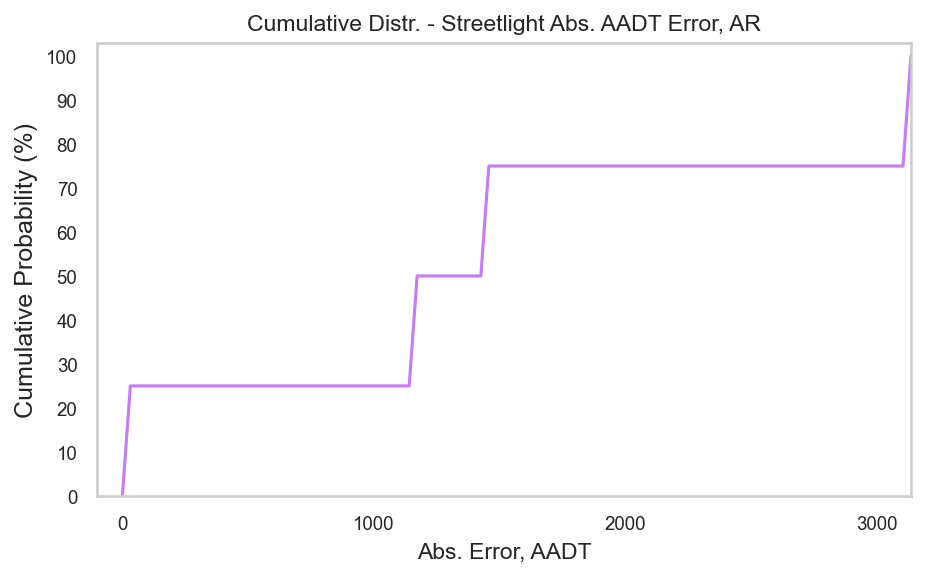 Cumulative Distr. - Streetlight Abs. AADT Error, AR
100
90
80
70
60
50
40
30
20
10
0
Cumulative Probability (%)
0 1000 2000 3000
Abs. Error, AADT